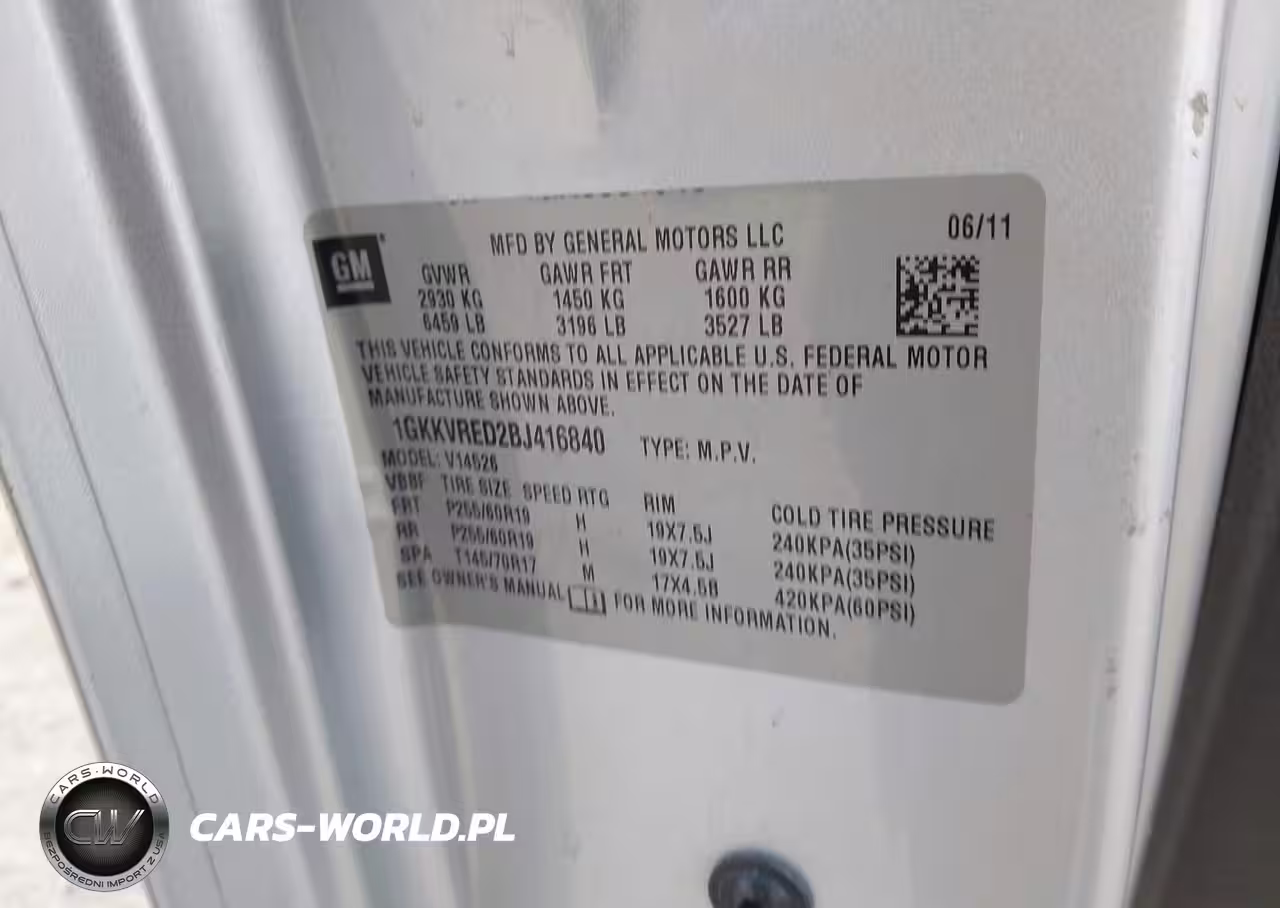 06/11
GM
MFD BY GENERAL MOTORS LLC
GVWR GAWR FRT GAWR RR
2930 KG 1450 KG 1600 KG
6459 LB 3196 LB 3527 LB
THIS VEHICLE CONFORMS TO ALL APPLICABLE U.S. FEDERAL MOTOR
VEHICLE SAFETY STANDARDS IN EFFECT ON THE DATE OF
MANUFACTURE SHOWN ABOVE.
1GKKVRED2BJ416840 TYPE: M.P.V.
MODEL: V14526
TIRE SIZE SPEED RTG RIM COLD TIRE PRESSURE
FRT P255/60R19 H 19X7.5J 240KPA(35PSI)
RR P255/60R19 H 19X7.5J 240KPA(35PSI)
SPA T145/70R17 M 17X4.5B 420KPA(60PSI)
SEE OWNER'S MANUAL FOR MORE INFORMATION.
CARS-WORLD
CW
BEZPOŚREDNI IMPORT Z USA
CARS-WORLD.PL